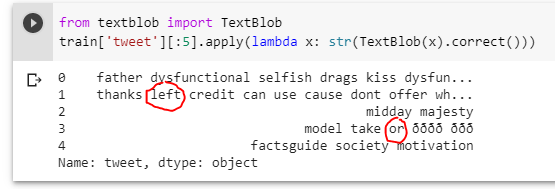 from textblob import TextBlob
train['tweet'][:5].apply(lambda x: str(TextBlob(x).correct()))
0 father dysfunctional selfish drags kiss dysfun...
1 thanks left credit can use cause dont offer wh...
2 midday majesty
3 model take or ðððð ððð
4 factsguide society motivation
Name: tweet, dtype: object